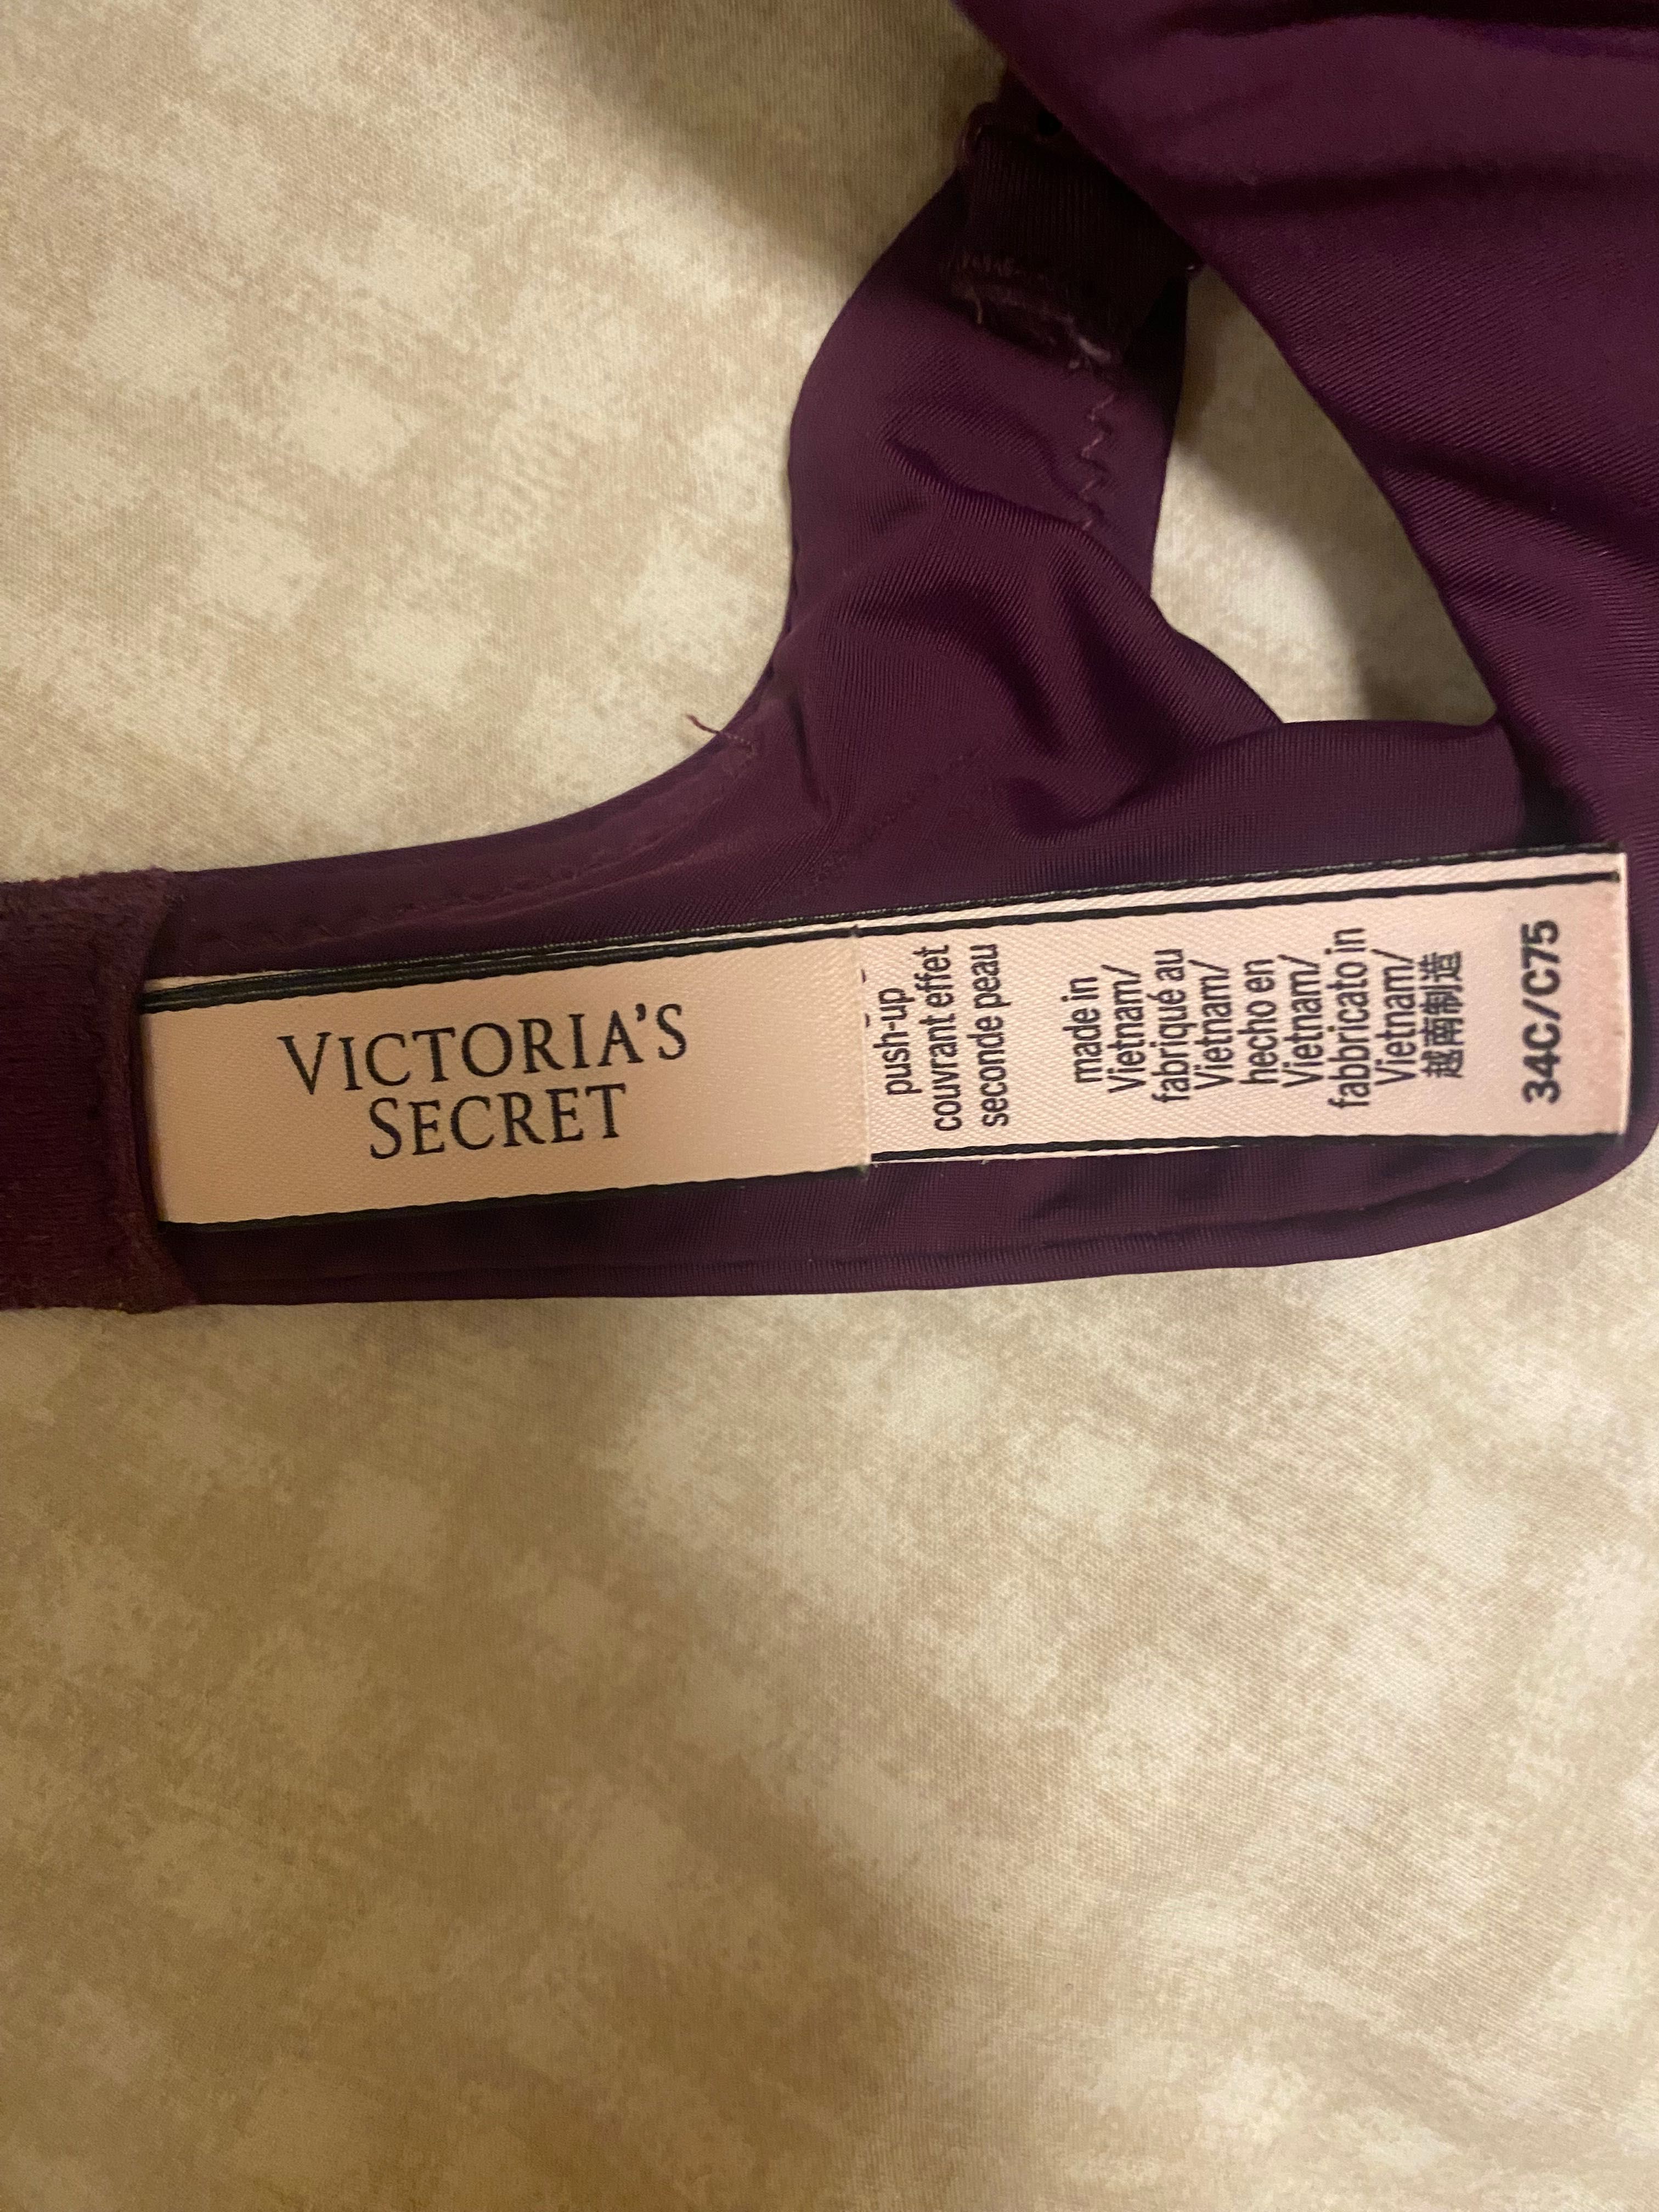 VICTORIA'S
SECRET
push-up
couvrant effet
seconde peau
made in
Vietnam/
fabriqué au
Vietnam/
hecho en
Vietnam/
fabbricato in
Vietnam/
越南制造
34C/C75